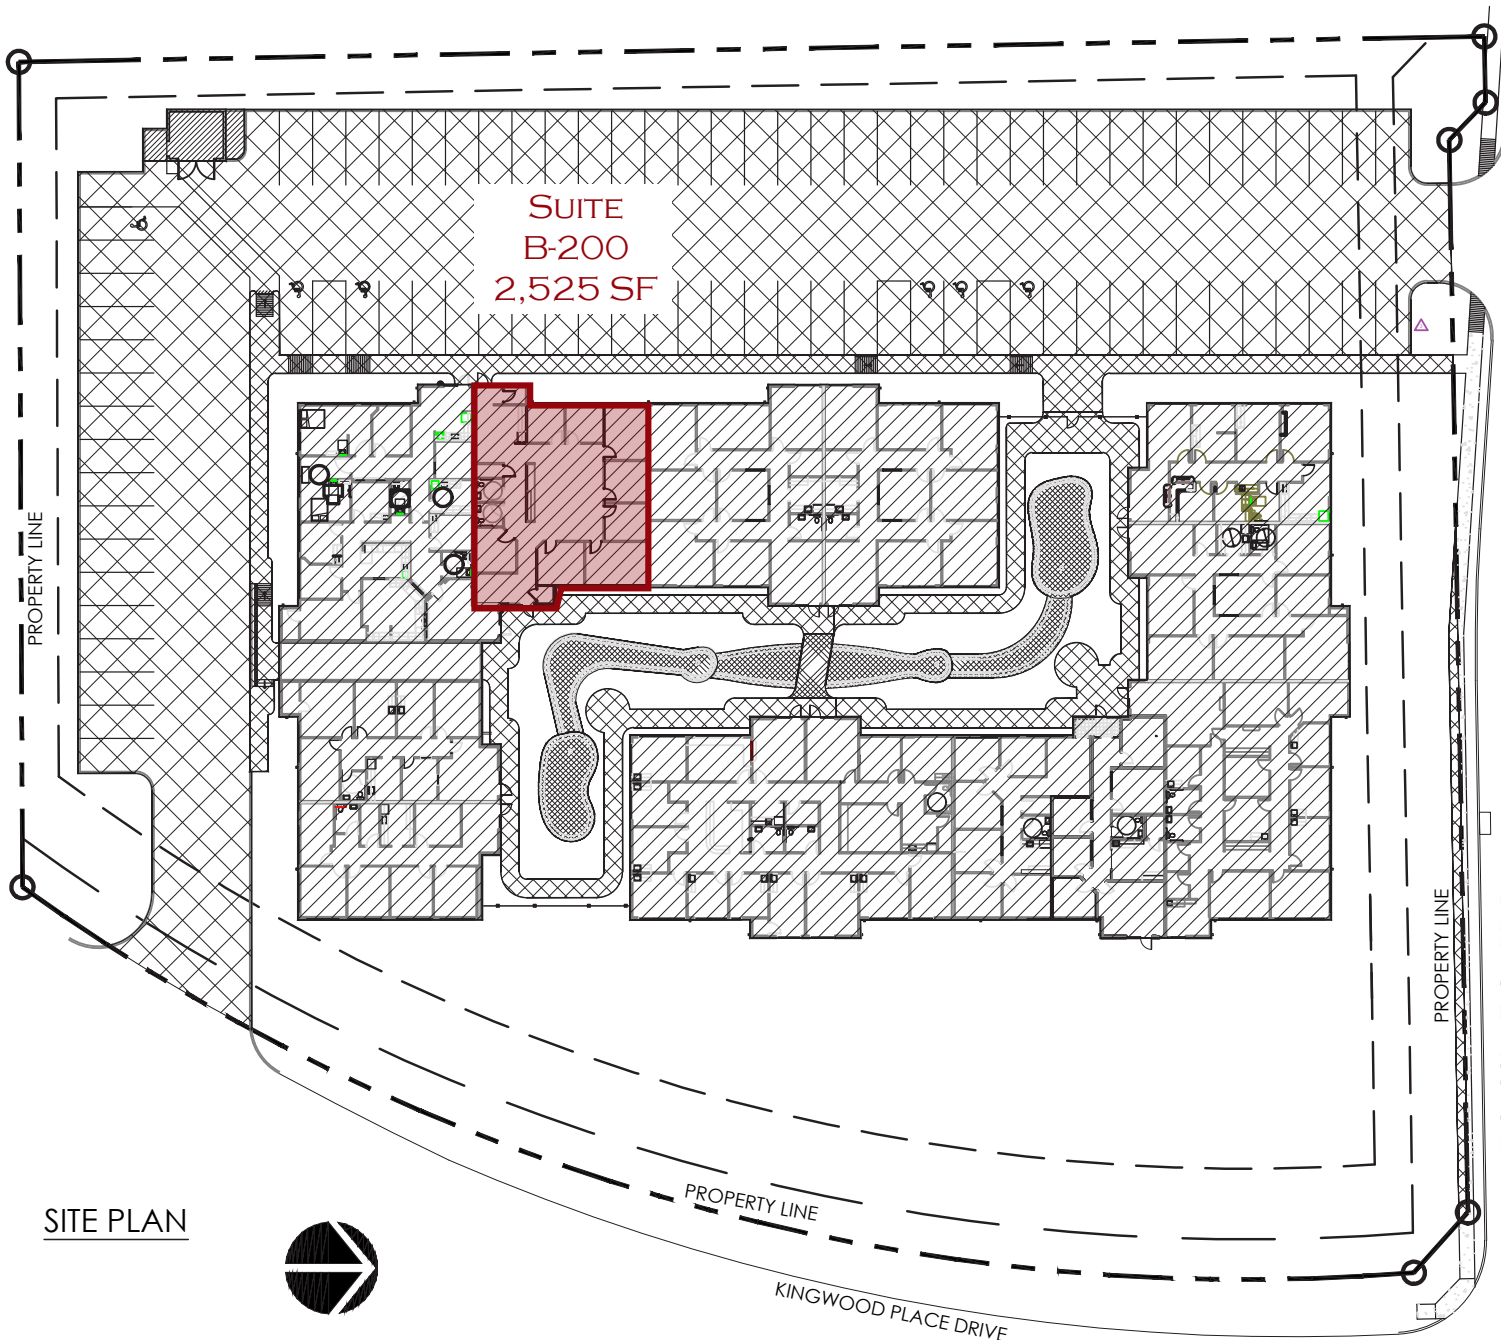 SUITE
B-200
2,525 SF
PROPERTY LINE
PROPERTY LINE
PROPERTY LINE
SITE PLAN
KINGWOOD PLACE DRIVE